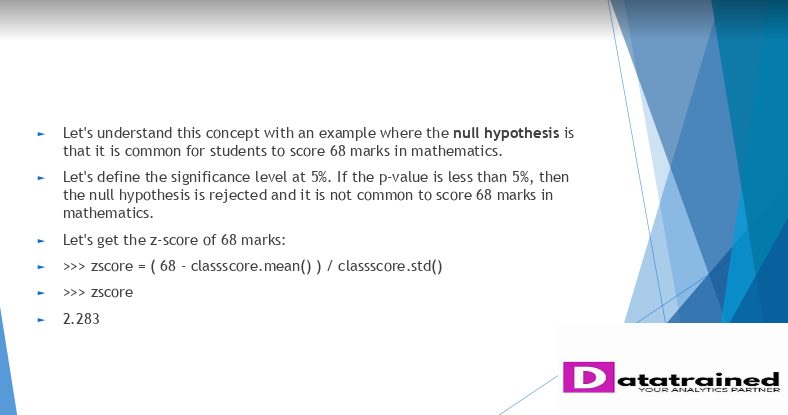 ► Let's understand this concept with an example where the null hypothesis is
that it is common for students to score 68 marks in mathematics.
► Let's define the significance level at 5%. If the p-value is less than 5%, then
the null hypothesis is rejected and it is not common to score 68 marks in
mathematics.
► Let's get the z-score of 68 marks:
► >>> zscore = ( 68 - classscore.mean() ) / classscore.std()
► >>> zscore
► 2.283
Datatrained
YOUR ANALYTICS PARTNER